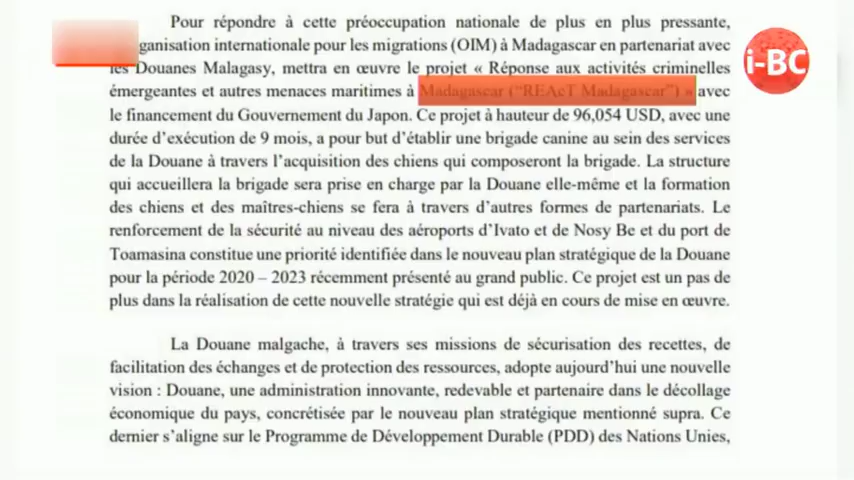 Pour répondre à cette préoccupation nationale de plus en plus pressante,
ganisation internationale pour les migrations (OIM) à Madagascar en partenariat avec
les Douanes Malagasy, mettra en œuvre le projet « Réponse aux activités criminelles
émergeantes et autres menaces maritimes à Madagascar ("REAcT Madagascar") » avec
le financement du Gouvernement du Japon. Ce projet à hauteur de 96,054 USD, avec une
durée d'exécution de 9 mois, a pour but d'établir une brigade canine au sein des services
de la Douane à travers l'acquisition des chiens qui composeront la brigade. La structure
qui accueillera la brigade sera prise en charge par la Douane elle-même et la formation
des chiens et des maîtres-chiens se fera à travers d'autres formes de partenariats. Le
renforcement de la sécurité au niveau des aéroports d'Ivato et de Nosy Be et du port de
Toamasina constitue une priorité identifiée dans le nouveau plan stratégique de la Douane
pour la période 2020 – 2023 récemment présenté au grand public. Ce projet est un pas de
plus dans la réalisation de cette nouvelle stratégie qui est déjà en cours de mise en œuvre.
La Douane malgache, à travers ses missions de sécurisation des recettes, de
facilitation des échanges et de protection des ressources, adopte aujourd'hui une nouvelle
vision : Douane, une administration innovante, redevable et partenaire dans le décollage
économique du pays, concrétisée par le nouveau plan stratégique mentionné supra. Ce
dernier s'aligne sur le Programme de Développement Durable (PDD) des Nations Unies,
i-BC